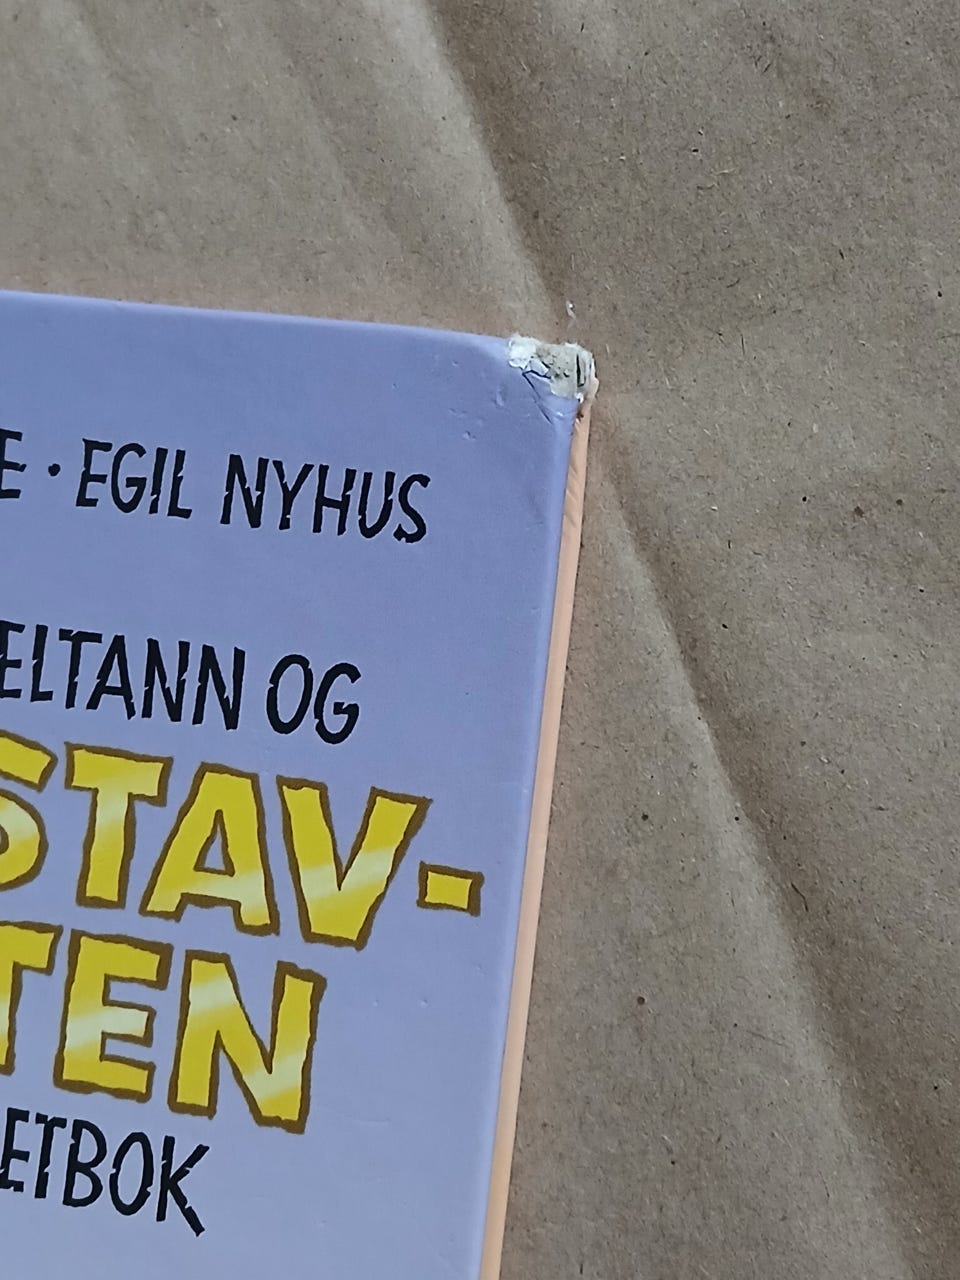 E • EGIL NYHUS
ELTANN OG
STAV-
TEN
ETBOK